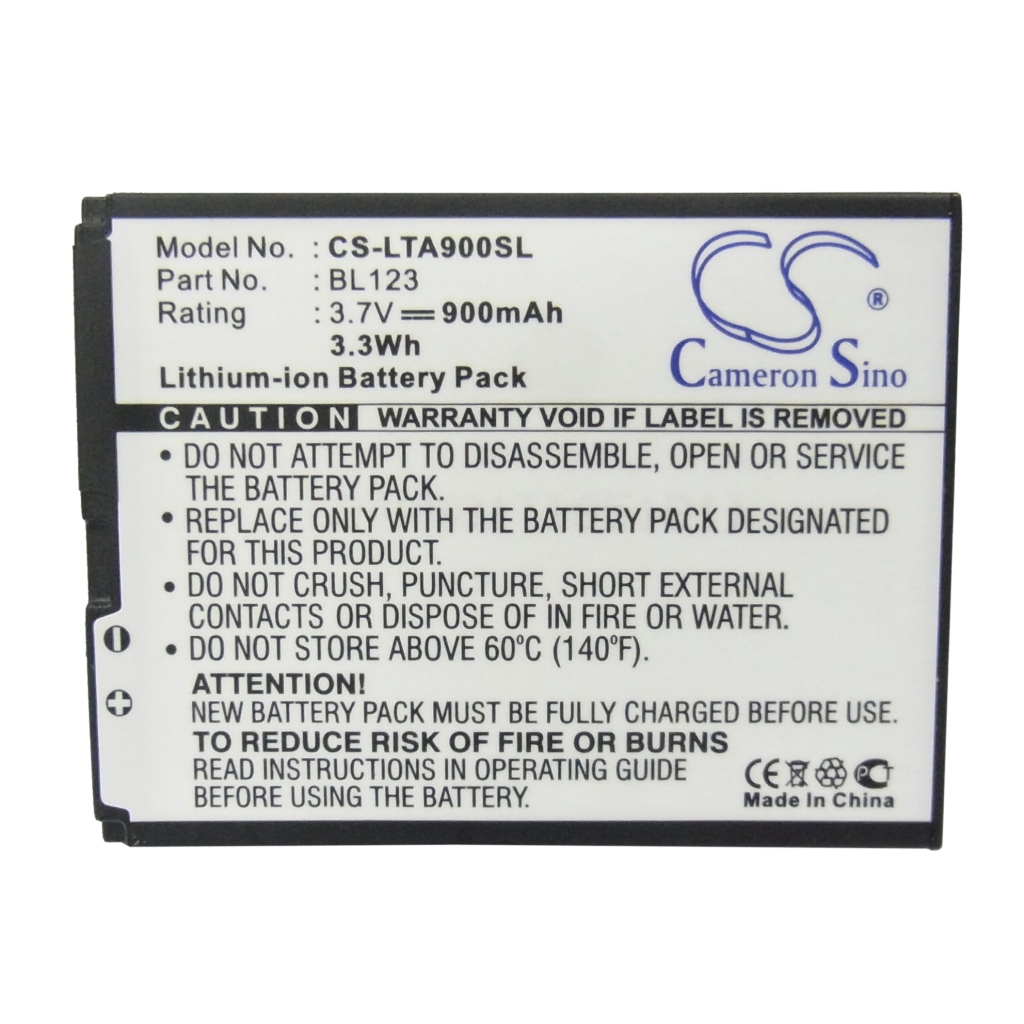 Model No. : CS-LTA900SL
Part No. : BL123
Rating : 3.7V 900mAh
3.3Wh
Lithium-ion Battery Pack
CS ®
Cameron Sino
CAUTION WARRANTY VOID IF LABEL IS REMOVED
• DO NOT ATTEMPT TO DISASSEMBLE, OPEN OR SERVICE
THE BATTERY PACK.
• REPLACE ONLY WITH THE BATTERY PACK DESIGNATED
FOR THIS PRODUCT.
• DO NOT CRUSH, PUNCTURE, SHORT EXTERNAL
CONTACTS OR DISPOSE OF IN FIRE OR WATER.
• DO NOT STORE ABOVE 60°C (140°F).
ATTENTION!
NEW BATTERY PACK MUST BE FULLY CHARGED BEFORE USE.
TO REDUCE RISK OF FIRE OR BURNS
READ INSTRUCTIONS IN OPERATING GUIDE
BEFORE USING THE BATTERY.
CE PCT
Made In China